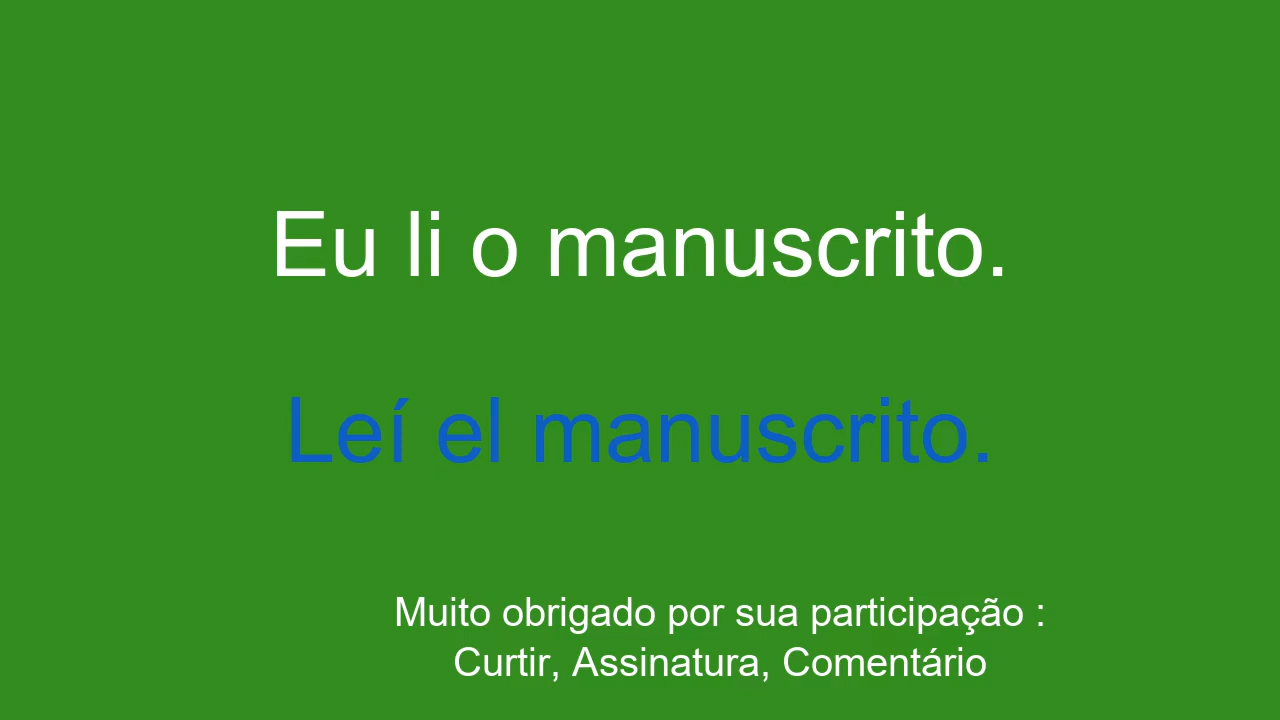 Eu li o manuscrito.
Leí el manuscrito.
Muito obrigado por sua participação :
Curtir, Assinatura, Comentário